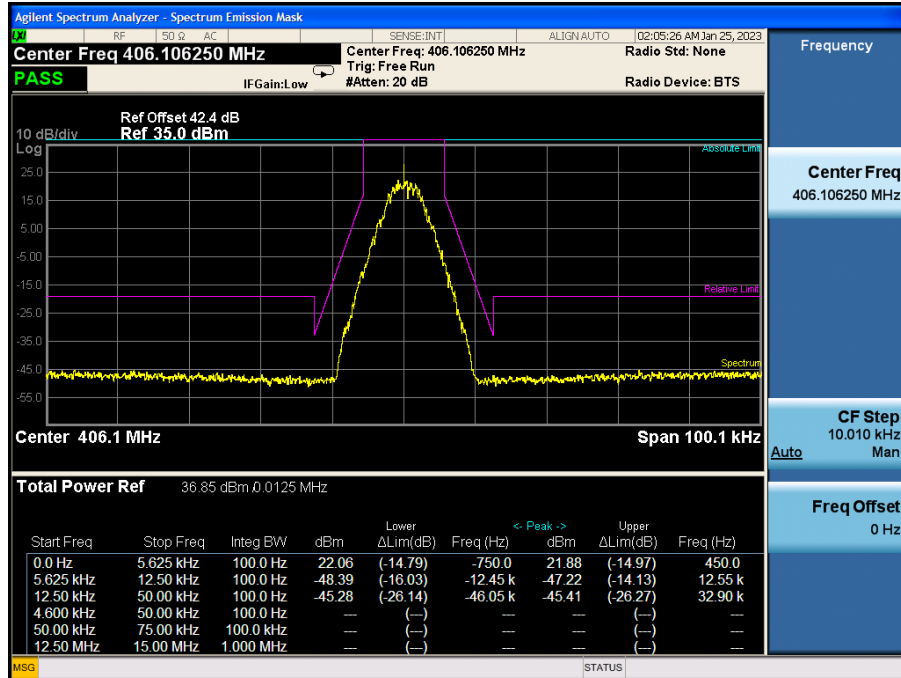 Agilent Spectrum Analyzer - Spectrum Emission Mask
LXI RF 50 Ω AC SENSE:INT ALIGN AUTO 02:05:26 AM Jan 25, 2023
Center Freq 406.106250 MHz Center Freq: 406.106250 MHz Radio Std: None
Trig: Free Run
PASS IFGain:Low #Atten: 20 dB Radio Device: BTS
Frequency
Ref Offset 42.4 dB
10 dB/div Ref 35.0 dBm
Log
Absolute Limit
25.0
15.0
5.00
-5.00
-15.0
Relative Limit
-25.0
-35.0
-45.0
Spectrum
-55.0
Center 406.1 MHz Span 100.1 kHz
Center Freq
406.106250 MHz
CF Step
10.010 kHz
Auto Man
Freq Offset
0 Hz
Total Power Ref 36.85 dBm / 0.0125 MHz
Lower <- Peak -> Upper
Start Freq Stop Freq Integ BW dBm ΔLim(dB) Freq (Hz) dBm ΔLim(dB) Freq (Hz)
0.0 Hz 5.625 kHz 100.0 Hz 22.06 (-14.79) -750.0 21.88 (-14.97) 450.0
5.625 kHz 12.50 kHz 100.0 Hz -48.39 (-16.03) -12.45 k -47.22 (-14.13) 12.55 k
12.50 kHz 50.00 kHz 100.0 Hz -45.28 (-26.14) -46.05 k -45.41 (-26.27) 32.90 k
4.600 kHz 50.00 kHz 100.0 Hz --- (---) --- --- (---) ---
50.00 kHz 75.00 kHz 100.0 kHz --- (---) --- --- (---) ---
12.50 MHz 15.00 MHz 1.000 MHz --- (---) --- --- (---) ---
MSG STATUS